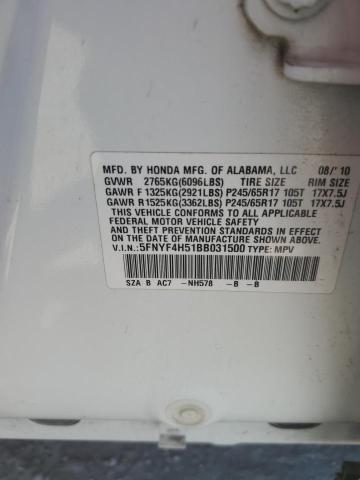 MFD. BY HONDA MFG. OF ALABAMA, LLC 08/'10
GVWR 2765KG(6096LBS) TIRE SIZE RIM SIZE
GAWR F 1325KG(2921LBS) P245/65R17 105T 17X7.5J
GAWR R 1525KG(3362LBS) P245/65R17 105T 17X7.5J
THIS VEHICLE CONFORMS TO ALL APPLICABLE
FEDERAL MOTOR VEHICLE SAFETY
AND THEFT PREVENTION STANDARDS IN EFFECT
ON THE DATE OF MANUFACTURE SHOWN ABOVE.
V.I.N.: 5FNYF4H51BB031500 TYPE: MPV
SZA B AC7 -NH578 -B -B